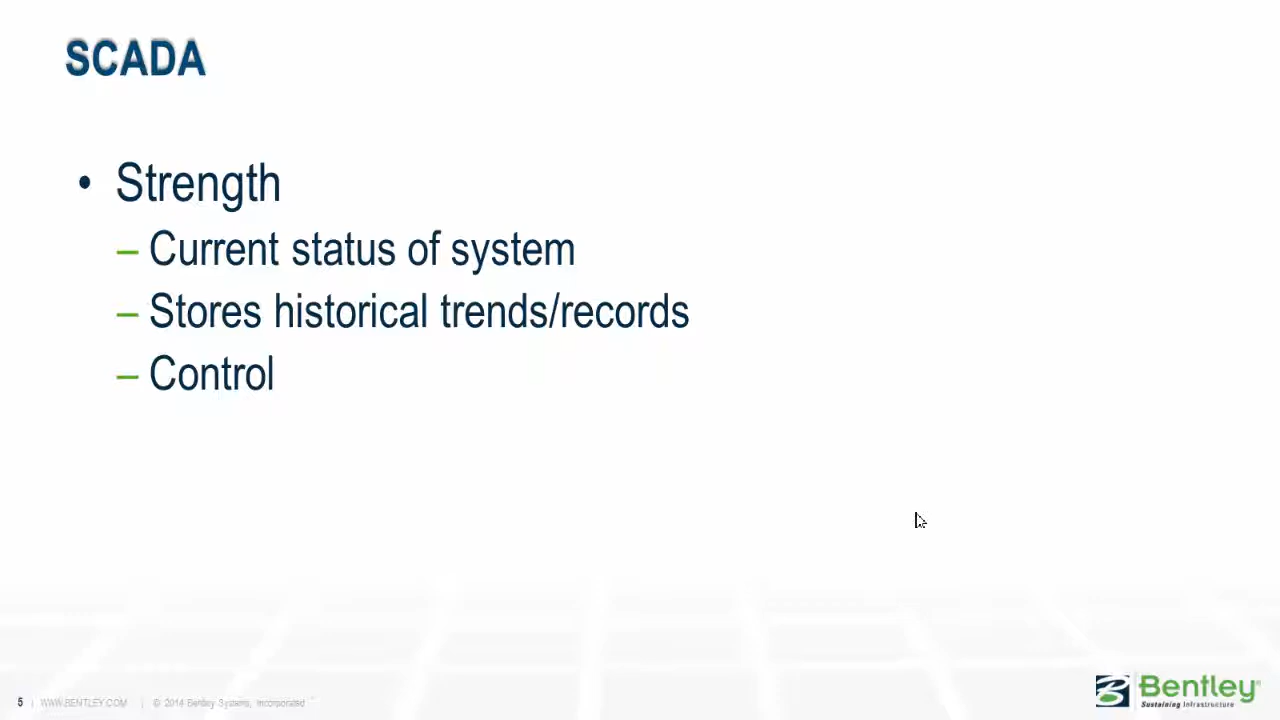 SCADA
• Strength
– Current status of system
– Stores historical trends/records
– Control
5 | WWW.BENTLEY.COM | © 2014 Bentley Systems, Incorporated
Bentley®
Sustaining Infrastructure